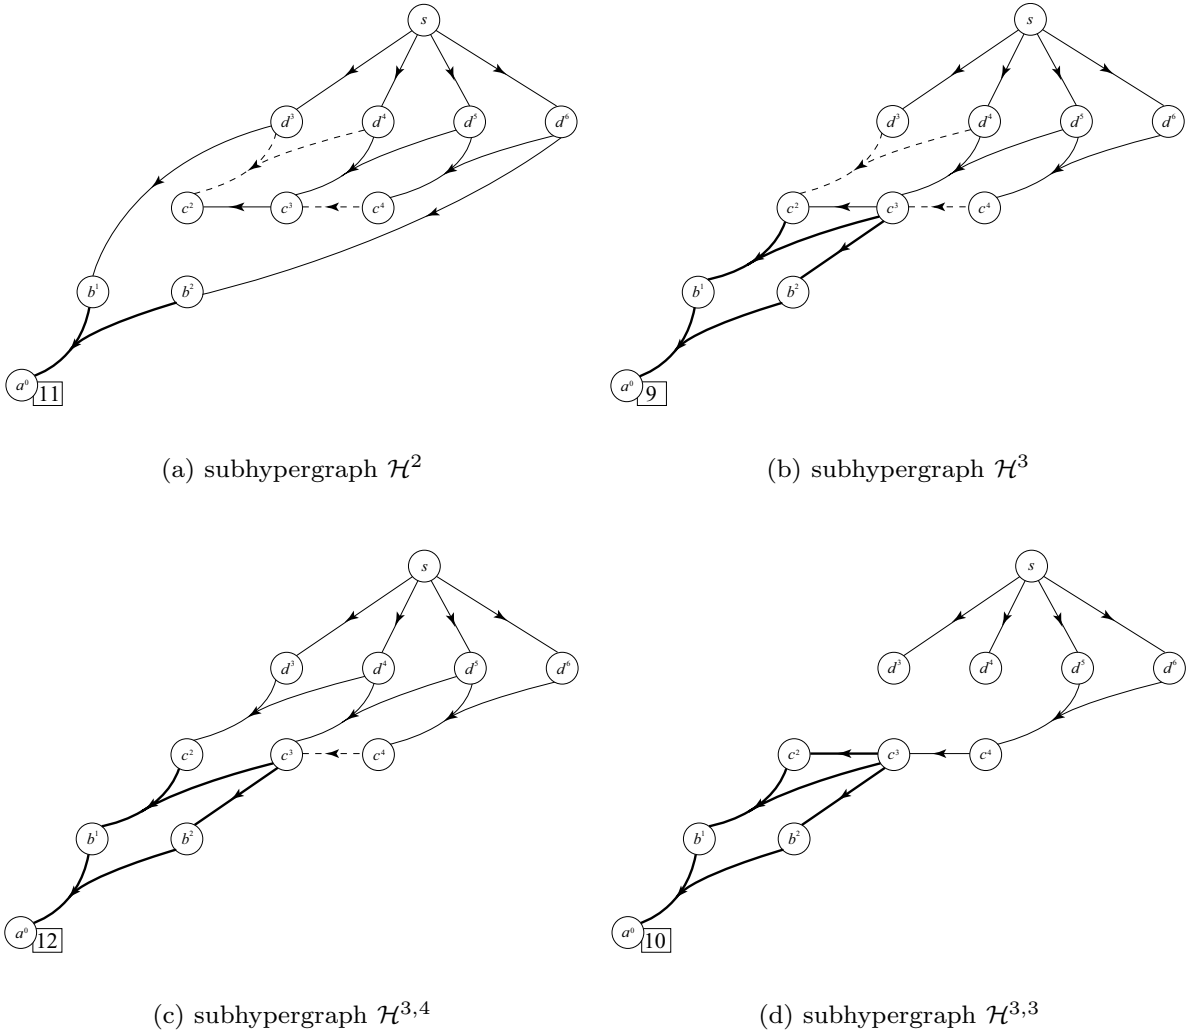 s s
d³ d⁴ d⁵ d⁶ d³ d⁴ d⁵ d⁶
c² c³ c⁴ c² c³ c⁴
b¹ b² b¹ b²
a⁰ 11 a⁰ 9
(a) subhypergraph ℋ² (b) subhypergraph ℋ³
s s
d³ d⁴ d⁵ d⁶ d³ d⁴ d⁵ d⁶
c² c³ c⁴ c² c³ c⁴
b¹ b² b¹ b²
a⁰ 12 a⁰ 10
(c) subhypergraph ℋ³,⁴ (d) subhypergraph ℋ³,³